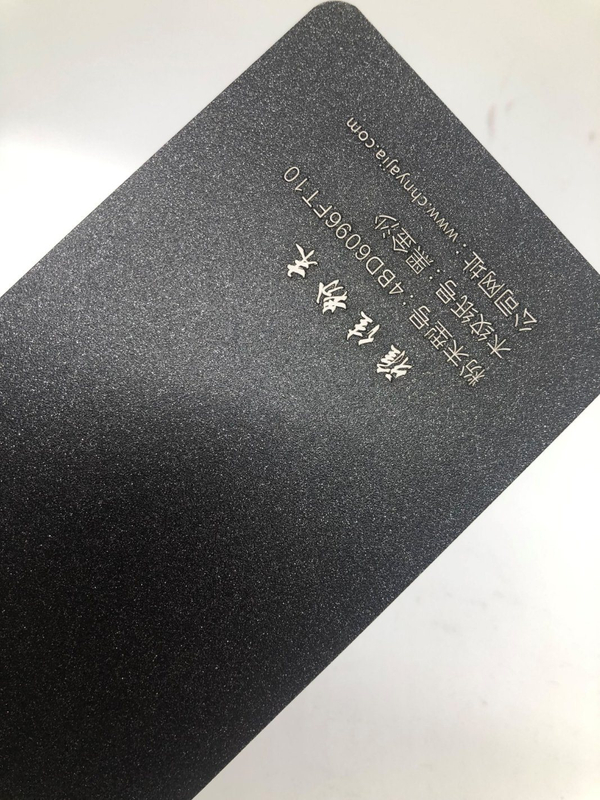 雅佳粉末
粉末型号：4BD6096FT10
木纹纸号：黑金沙
公司网址：www.chnyajia.com